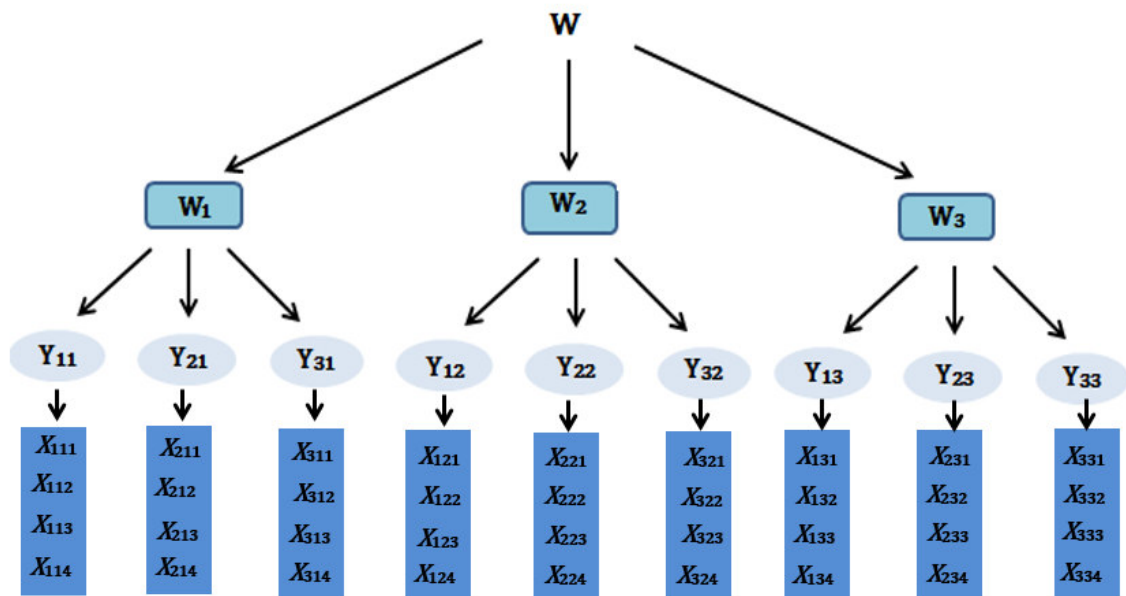 W
W₁ W₂ W₃
Y₁₁ Y₂₁ Y₃₁ Y₁₂ Y₂₂ Y₃₂ Y₁₃ Y₂₃ Y₃₃
X₁₁₁ X₂₁₁ X₃₁₁ X₁₂₁ X₂₂₁ X₃₂₁ X₁₃₁ X₂₃₁ X₃₃₁
X₁₁₂ X₂₁₂ X₃₁₂ X₁₂₂ X₂₂₂ X₃₂₂ X₁₃₂ X₂₃₂ X₃₃₂
X₁₁₃ X₂₁₃ X₃₁₃ X₁₂₃ X₂₂₃ X₃₂₃ X₁₃₃ X₂₃₃ X₃₃₃
X₁₁₄ X₂₁₄ X₃₁₄ X₁₂₄ X₂₂₄ X₃₂₄ X₁₃₄ X₂₃₄ X₃₃₄